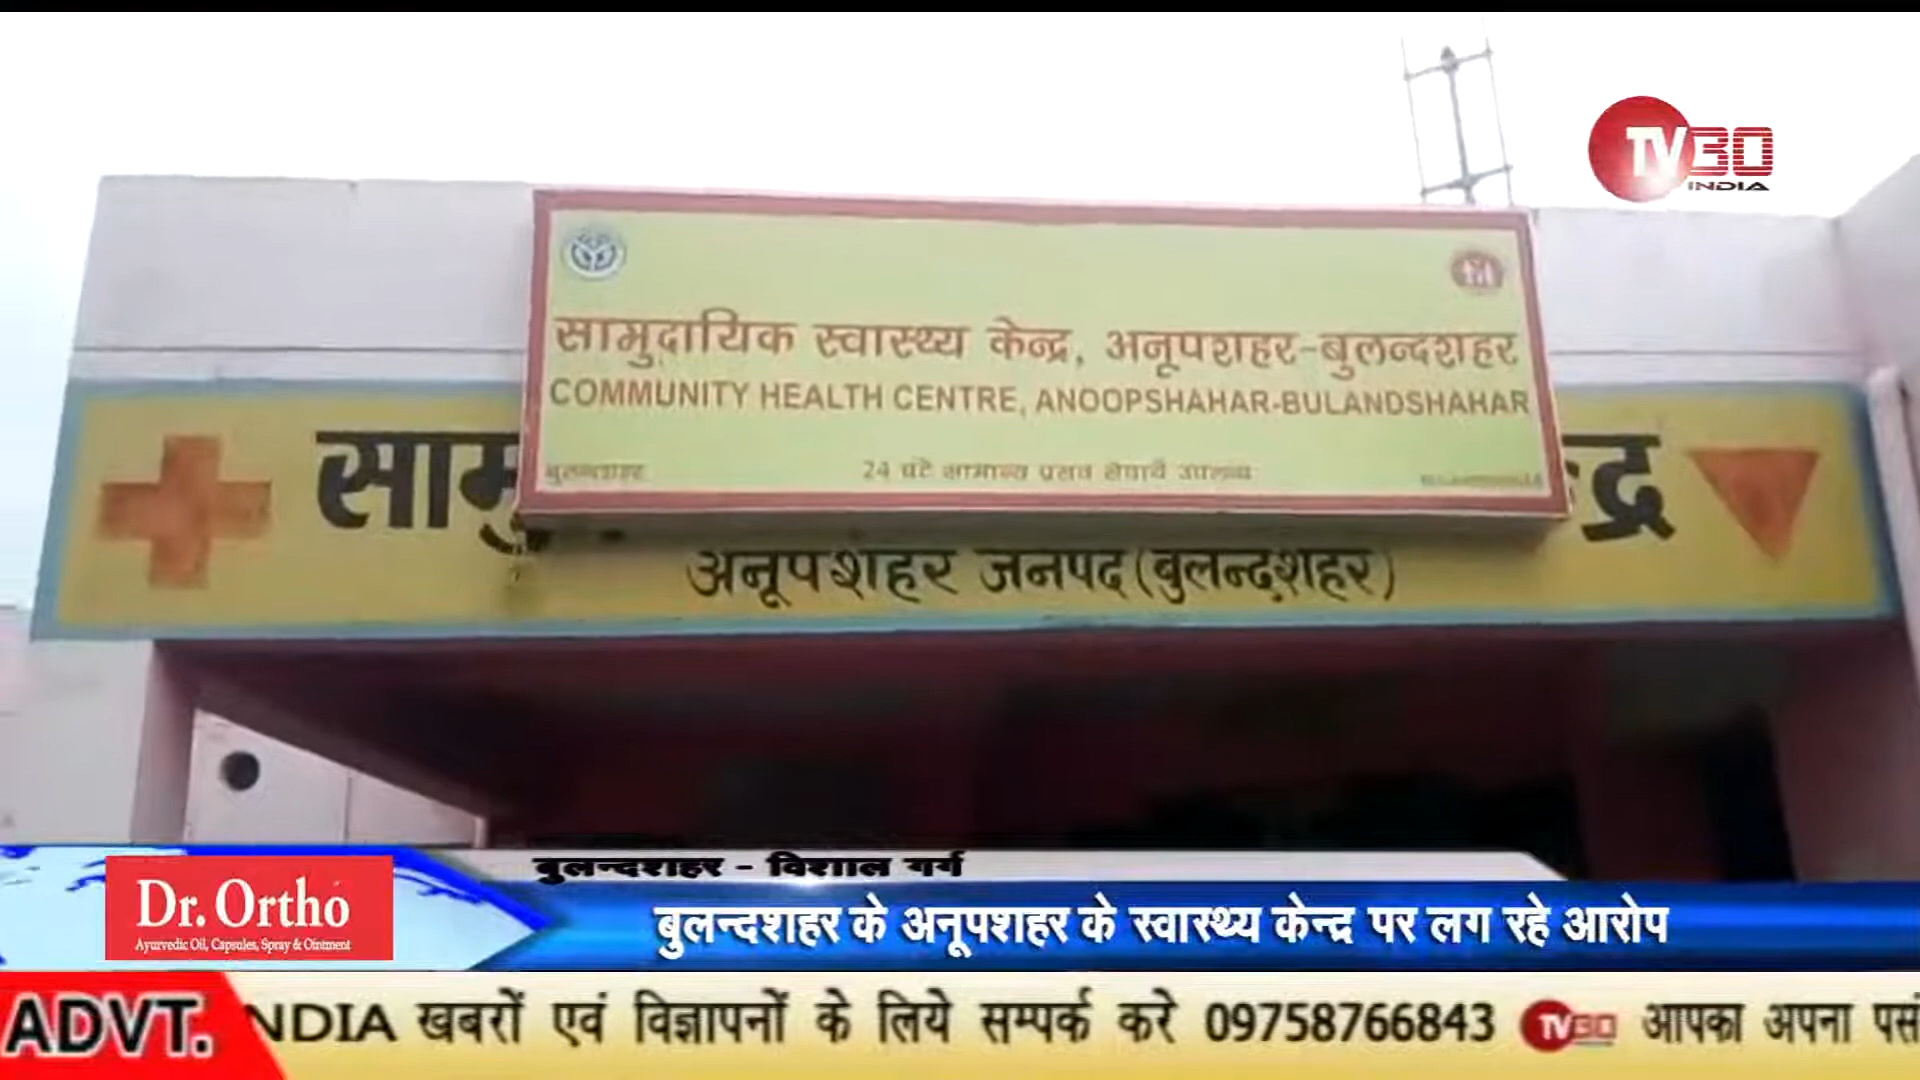 TV30
INDIA
सामुदायिक स्वास्थ्य केन्द्र, अनूपशहर-बुलन्दशहर
COMMUNITY HEALTH CENTRE, ANOOPSHAHAR-BULANDSHAHAR
बुलन्दशहर 24 घंटे सामान्य प्रसव सेवायें उपलब्ध
सामु न्द्र
अनूपशहर जनपद (बुलन्दशहर)
बुलन्दशहर - विशाल गर्ग
Dr. Ortho
Ayurvedic Oil, Capsules, Spray & Ointment
बुलन्दशहर के अनूपशहर के स्वास्थ्य केन्द्र पर लग रहे आरोप
ADVT. NDIA खबरों एवं विज्ञापनों के लिये सम्पर्क करे 09758766843 TV30 आपका अपना पसं